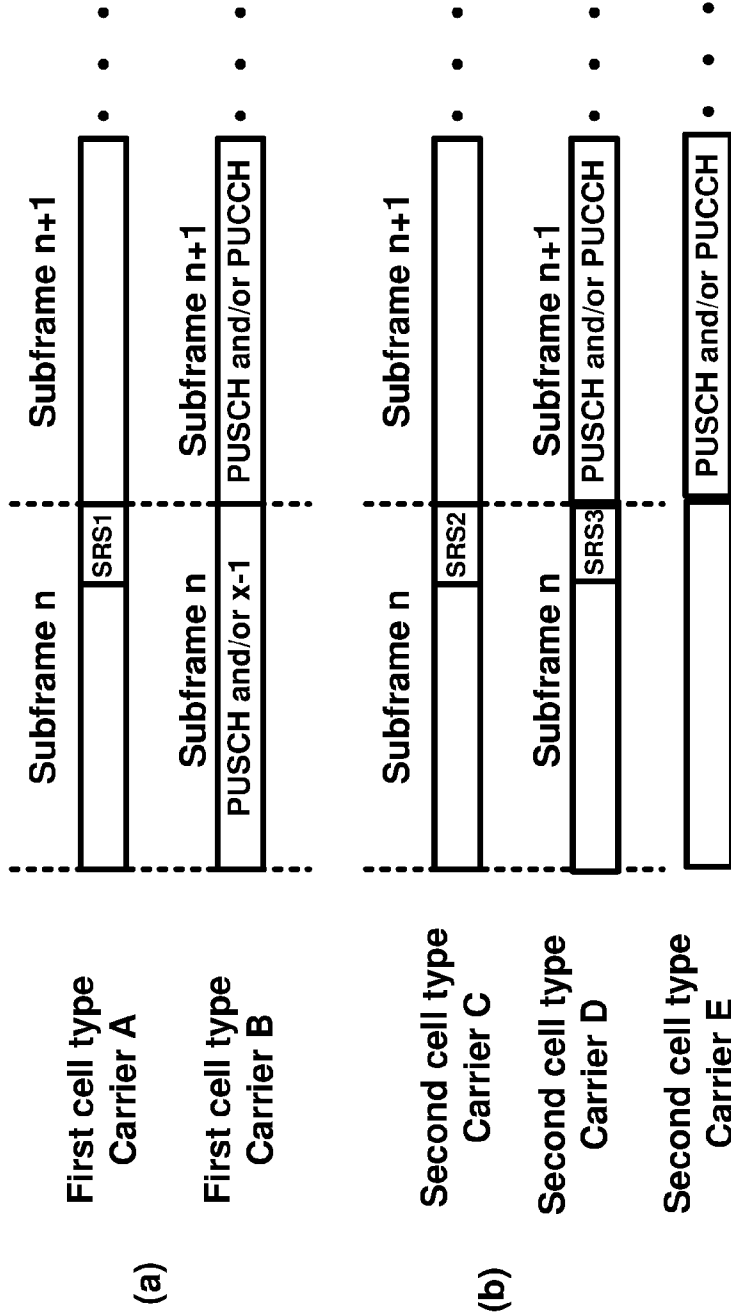 (a)
Subframe n
Subframe n+1
First cell type
Carrier A
SRS1
Subframe n
Subframe n+1
First cell type
Carrier B
PUSCH and/or x-1
PUSCH and/or PUCCH
(b)
Subframe n
Subframe n+1
Second cell type
Carrier C
SRS2
Subframe n
Subframe n+1
Second cell type
Carrier D
SRS3
PUSCH and/or PUCCH
Second cell type
Carrier E
PUSCH and/or PUCCH